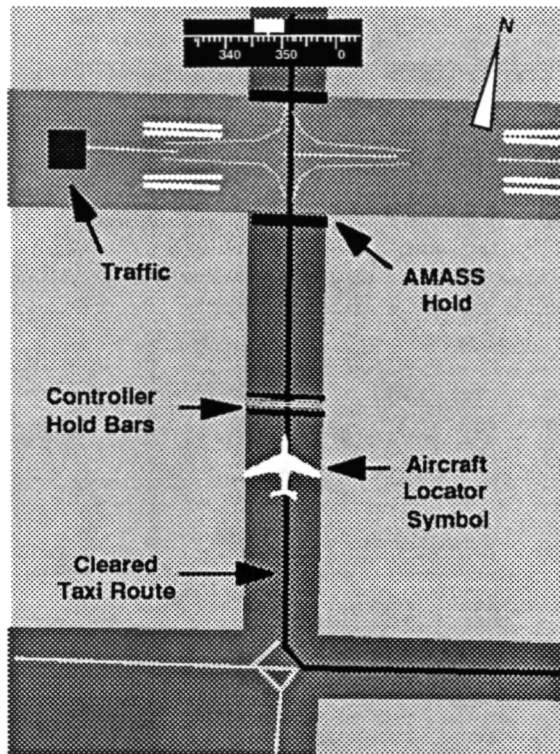 340 350 0
N
Traffic
AMASS
Hold
Controller
Hold Bars
Aircraft
Locator
Symbol
Cleared
Taxi Route